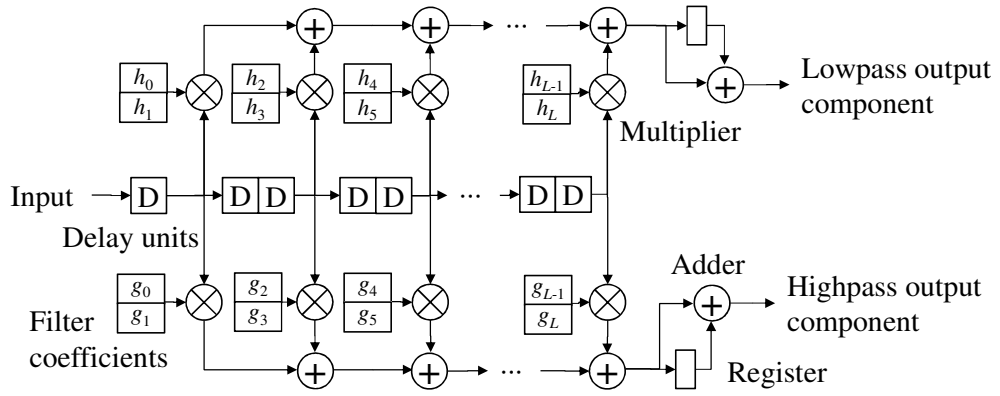 + + ... +
h0 h2 h4 hL-1
h1 h3 h5 hL
+ Lowpass output
component
Multiplier
Input D D D D D ... D D
Delay units
g0 g2 g4 gL-1
g1 g3 g5 gL
Adder
+ Highpass output
component
Filter
coefficients
+ + ... +
Register